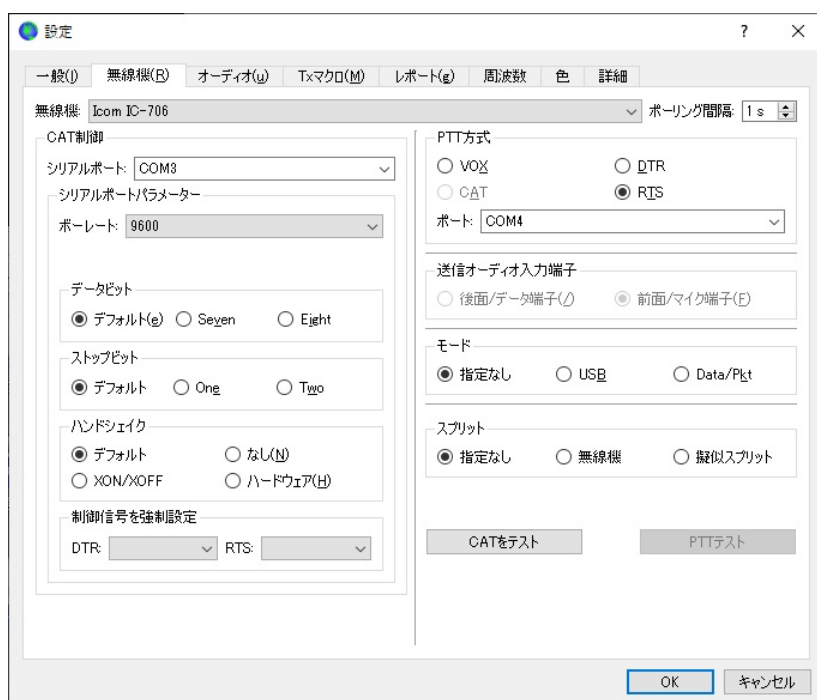 設定
? ×
一般(I) 無線機(R) オーディオ(u) Txマクロ(M) レポート(g) 周波数 色 詳細
無線機: Icom IC-706 ポーリング間隔: 1 s
CAT制御
シリアルポート: COM3
シリアルポートパラメーター
ボーレート: 9600
データビット
デフォルト(e) Seven Eight
ストップビット
デフォルト One Two
ハンドシェイク
デフォルト なし(N)
XON/XOFF ハードウェア(H)
制御信号を強制設定
DTR: RTS:
PTT方式
VOX DTR
CAT RTS
ポート: COM4
送信オーディオ入力端子
後面/データ端子(/) 前面/マイク端子(F)
モード
指定なし USB Data/Pkt
スプリット
指定なし 無線機 擬似スプリット
CATをテスト PTTテスト
OK キャンセル